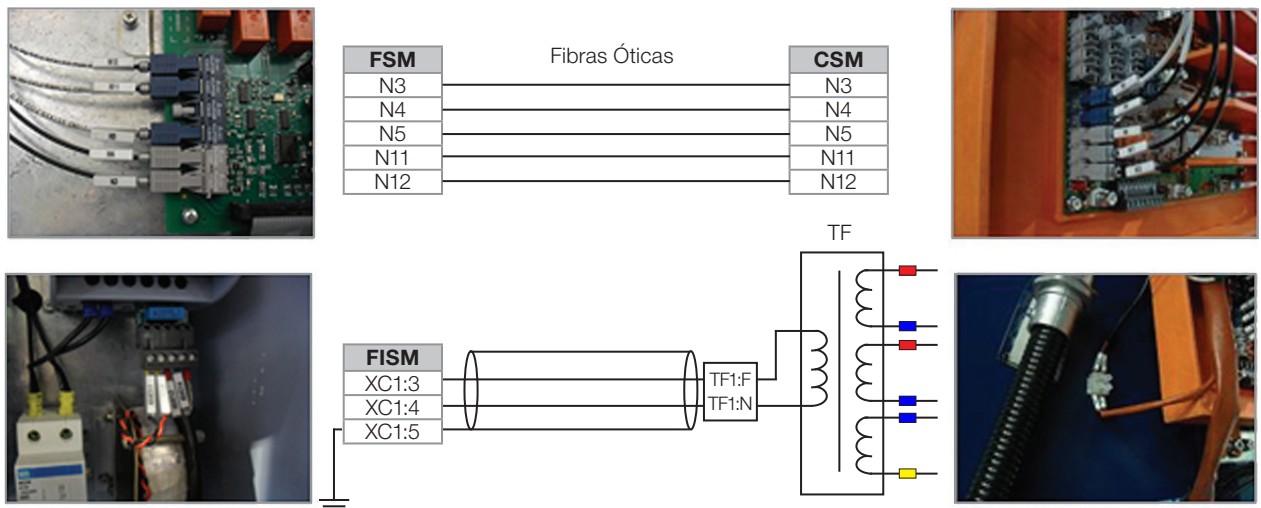 FSM
Fibras Óticas
CSM
N3
N3
N4
N4
N5
N5
N11
N11
N12
N12
TF
FISM
XC1:3
XC1:4
XC1:5
TF1:F
TF1:N